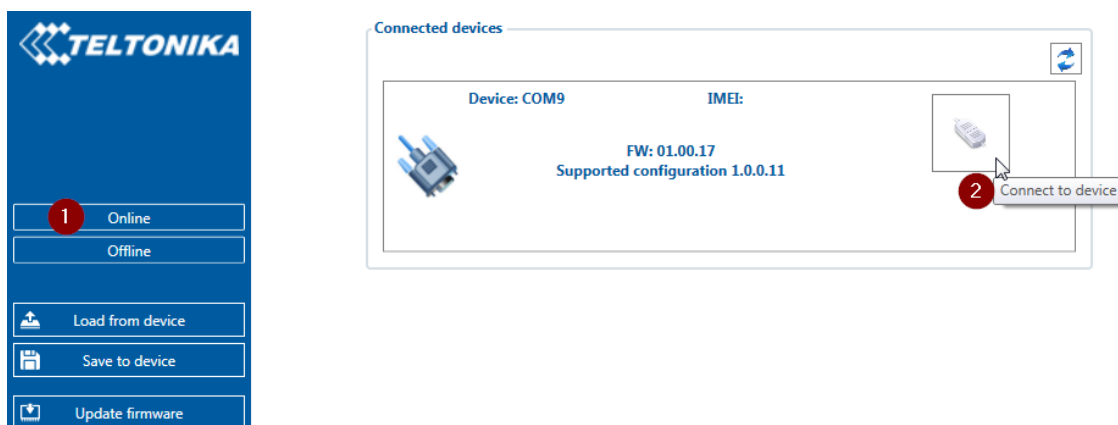 TELTONIKA
1 Online
Offline
Load from device
Save to device
Update firmware
Connected devices
Device: COM9 IMEI:
FW: 01.00.17
Supported configuration 1.0.0.11
2 Connect to device